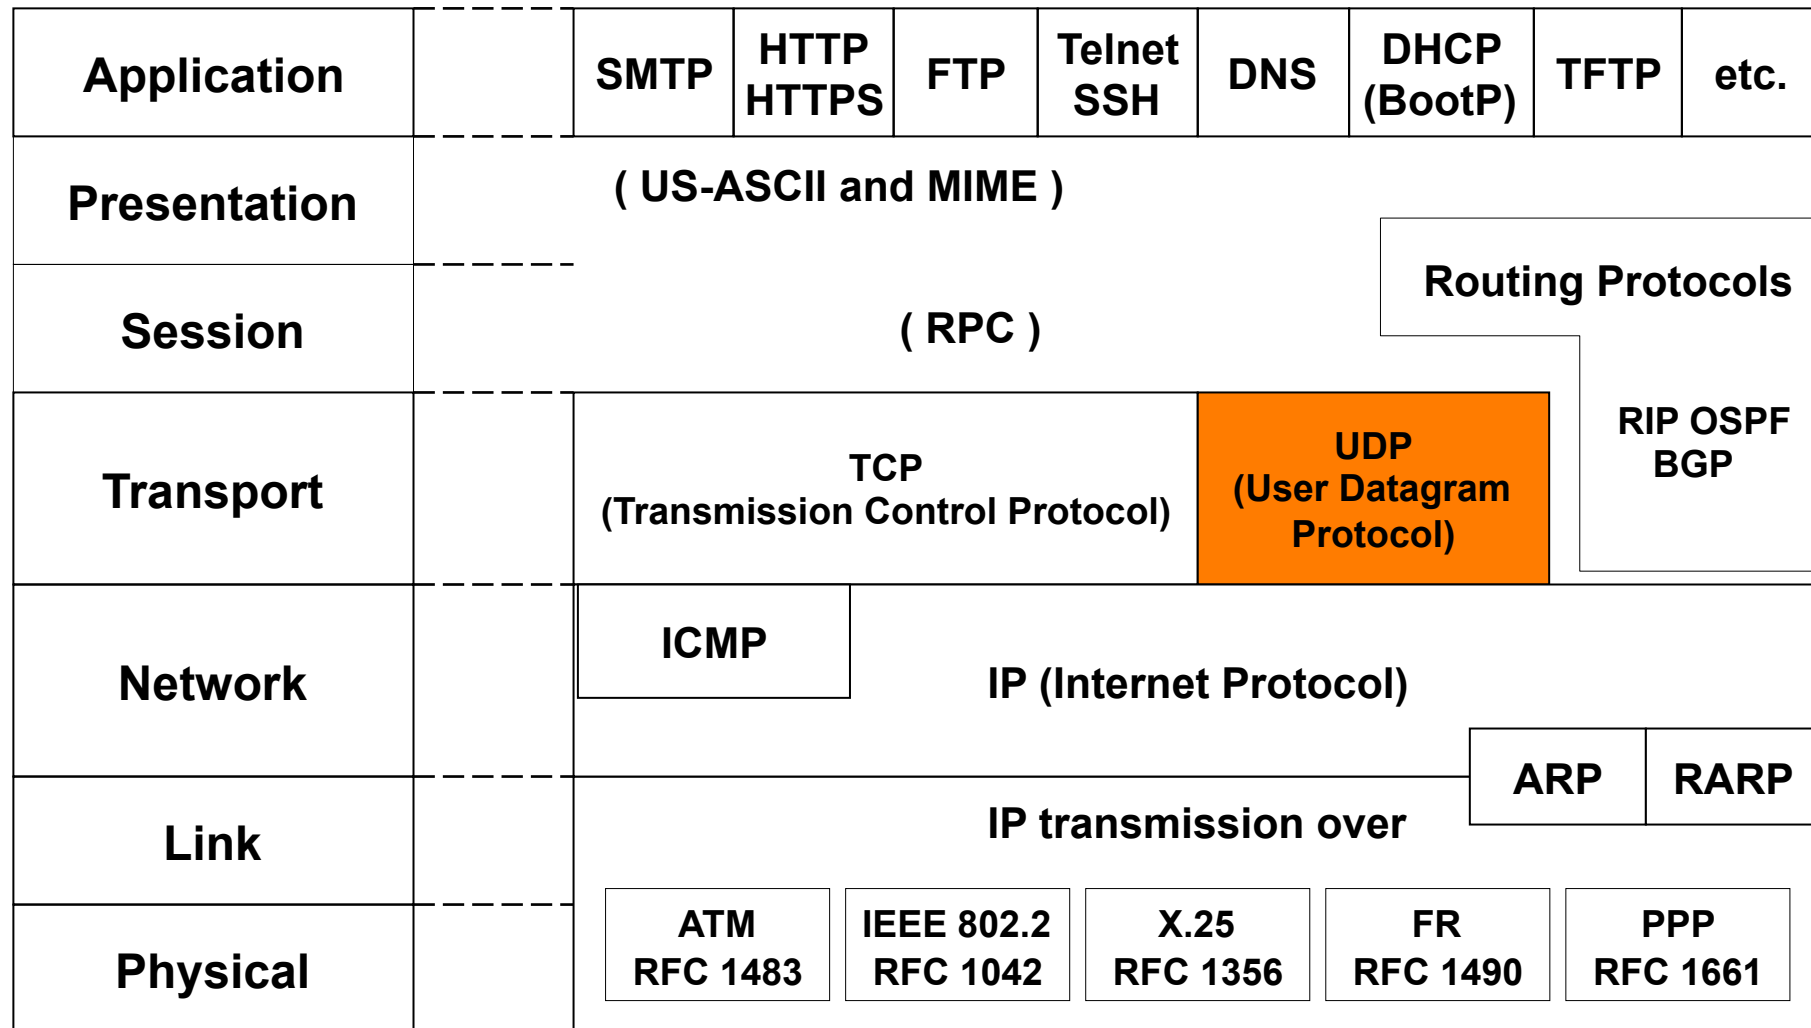 Application
SMTP
HTTP
HTTPS
FTP
Telnet
SSH
DNS
DHCP
(BootP)
TFTP
etc.
Presentation
( US-ASCII and MIME )
Routing Protocols
Session
( RPC )
RIP OSPF
BGP
Transport
TCP
(Transmission Control Protocol)
UDP
(User Datagram
Protocol)
Network
ICMP
IP (Internet Protocol)
ARP
RARP
Link
IP transmission over
Physical
ATM
RFC 1483
IEEE 802.2
RFC 1042
X.25
RFC 1356
FR
RFC 1490
PPP
RFC 1661